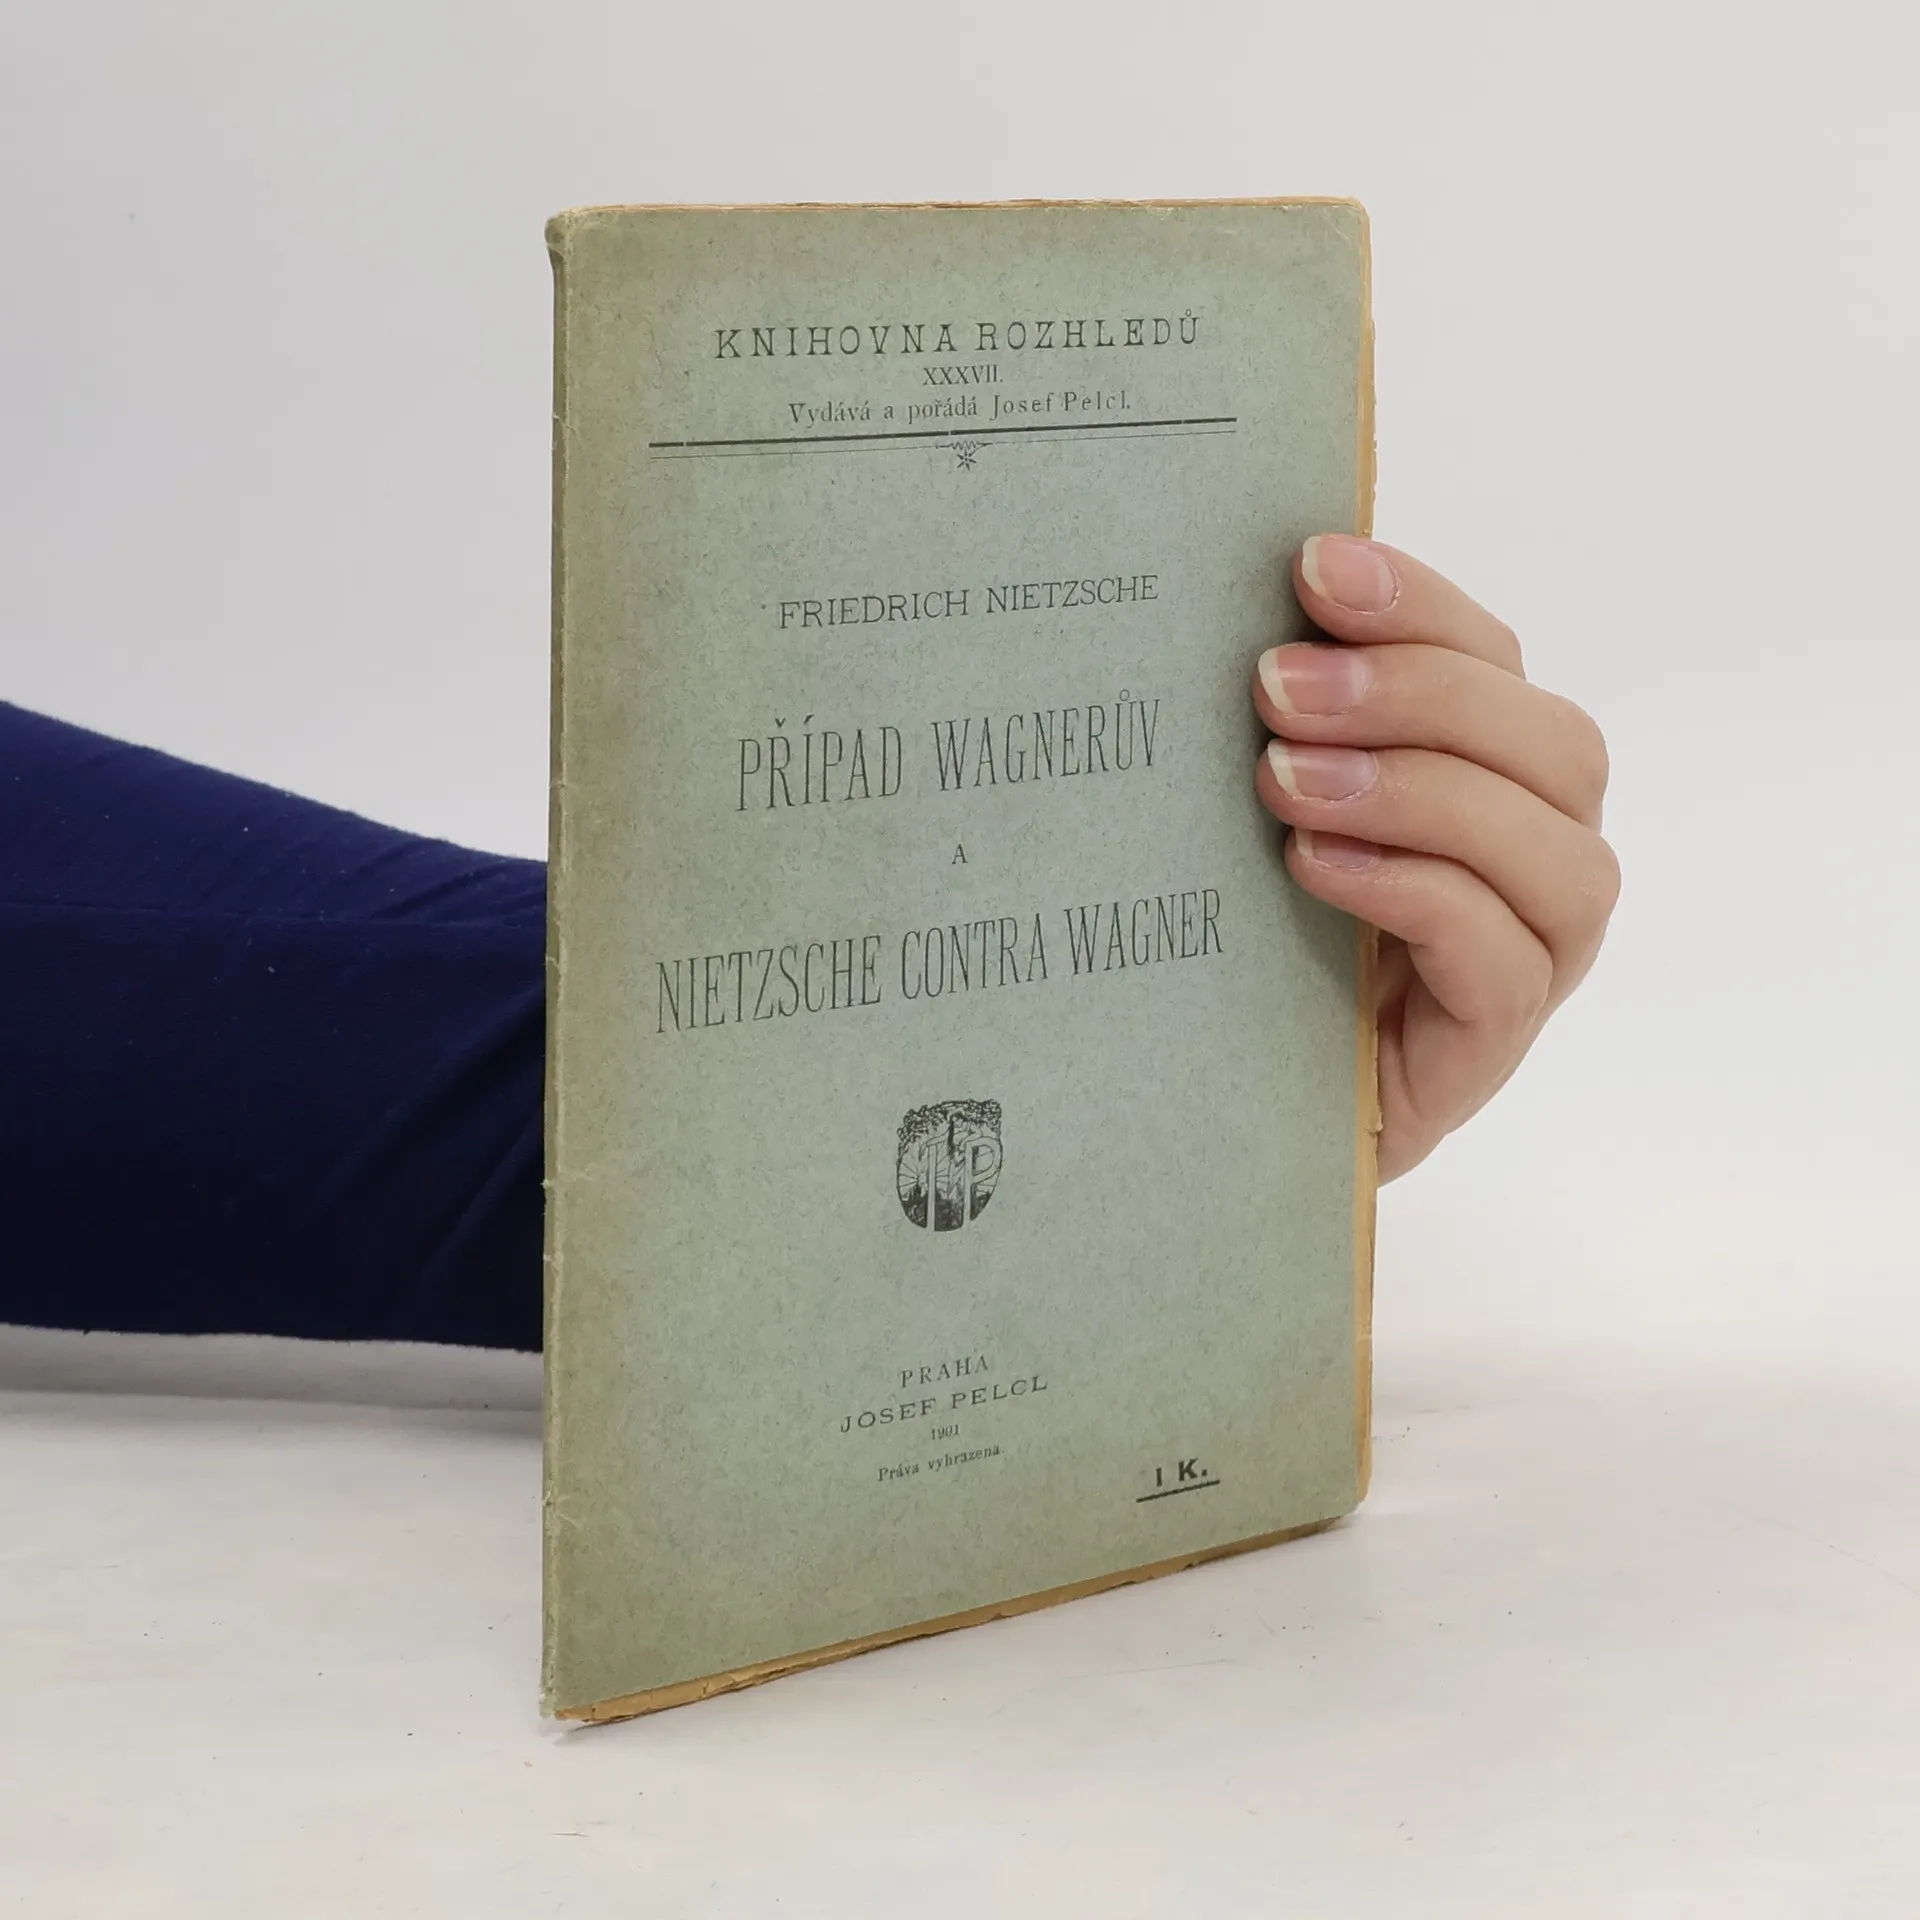 KNIHOVNA ROZHLEDŮ
XXXVII.
Vydává a pořádá Josef Pelcl.
FRIEDRICH NIETZSCHE
PŘÍPAD WAGNERŮV
A
NIETZSCHE CONTRA WAGNER
JP
PRAHA
JOSEF PELCL
1901
Práva vyhrazena.
1 K.